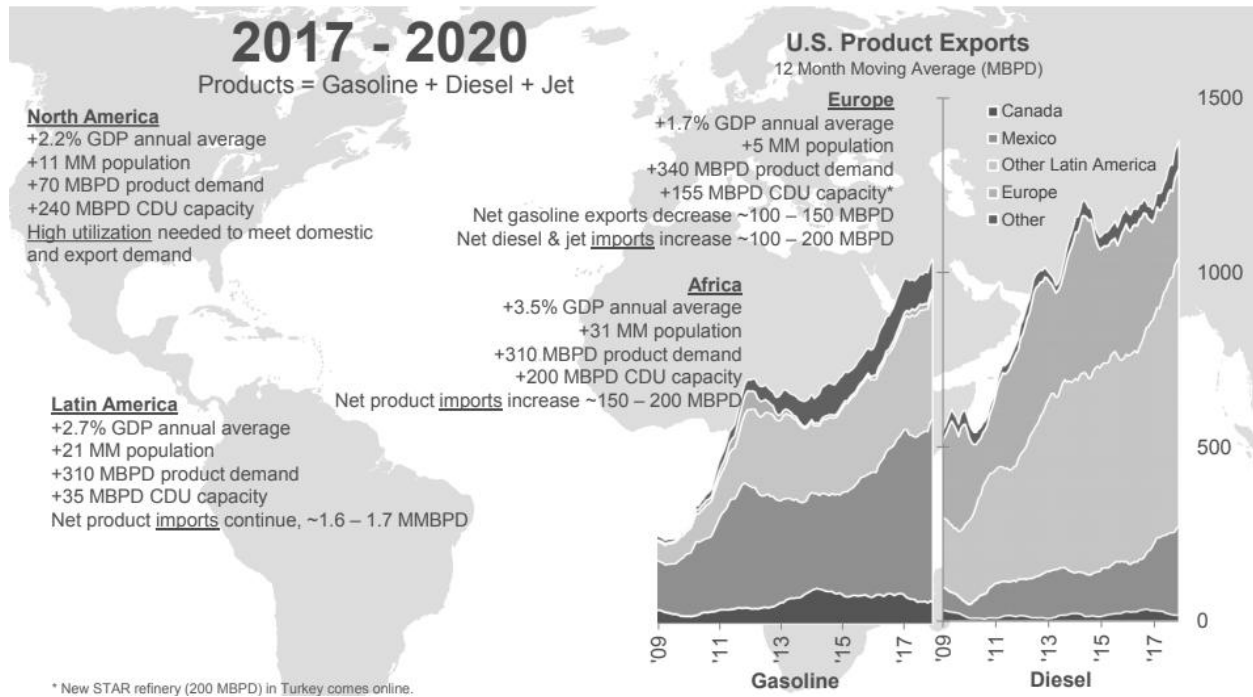 2017 - 2020
Products = Gasoline + Diesel + Jet
North America
+2.2% GDP annual average
+11 MM population
+70 MBPD product demand
+240 MBPD CDU capacity
High utilization needed to meet domestic
and export demand
Latin America
+2.7% GDP annual average
+21 MM population
+310 MBPD product demand
+35 MBPD CDU capacity
Net product imports continue, ~1.6 – 1.7 MMBPD
Europe
+1.7% GDP annual average
+5 MM population
+340 MBPD product demand
+155 MBPD CDU capacity*
Net gasoline exports decrease ~100 – 150 MBPD
Net diesel & jet imports increase ~100 – 200 MBPD
Africa
+3.5% GDP annual average
+31 MM population
+310 MBPD product demand
+200 MBPD CDU capacity
Net product imports increase ~150 – 200 MBPD
U.S. Product Exports
12 Month Moving Average (MBPD)
Canada
Mexico
Other Latin America
Europe
Other
1500
1000
500
0
'09
'11
'13
'15
'17
'09
'11
'13
'15
'17
Gasoline
Diesel
* New STAR refinery (200 MBPD) in Turkey comes online.